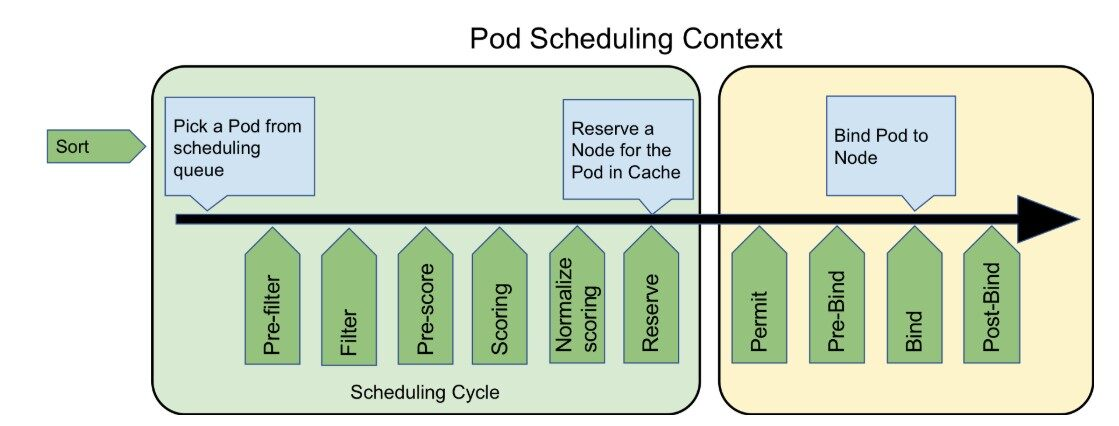 Pod Scheduling Context
Sort
Pick a Pod from
scheduling
queue
Reserve a
Node for the
Pod in Cache
Bind Pod to
Node
Pre-filter
Filter
Pre-score
Scoring
Normalize
scoring
Reserve
Permit
Pre-Bind
Bind
Post-Bind
Scheduling Cycle